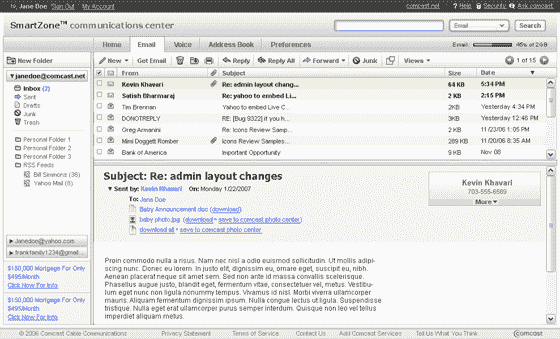 Hi, Jane Doe Sign Out | My Account
comcast.net | ? Help Security Ask comcast
SmartZone™ communications center
Email Search
Home Email Voice Address Book Preferences
Email: 45% of 2GB
New Folder
New Get Email Reply Reply All Forward Junk Views 1 of 15
janedoe@comcast.net
Inbox (2)
Sent
Drafts
Junk
Trash
Personal Folder 1
Personal Folder 2
Personal Folder 3
RSS Feeds
Bill Simmons (38)
Yahoo Mail (8)
From Subject Size Date
Kevin Khavari Re: admin layout chang... 64 KB 5:34 PM
Satish Dharmaraj Re: yahoo to embed Li... 2 KB 2:15 PM
Tim Brennan Yahoo to embed Live C... 2KB Yesterday 4:34 PM
DONOTREPLY RE: [Bug 9322] if you h... 3 KB Yesterday 12:46 PM
Greg Armanini Re: Icons Review Samp... 2 KB 11/23/06 1:05 PM
Mimi Doggett Romber Icons Review Samples... 289 KB 11/20/06 8:35 AM
Bank of America Important Opportunity 9 KB Nov 08
Subject: Re: admin layout changes
Sent by: Kevin Khavari On: Monday 1/22/2007
To: Jana Doe
Baby Announcement.doc (download)
baby photo.jpg (download • save to comcast photo center)
download all • save to comcast photo center
Kevin Khavari
703-555-6589
More
Proin commodo nulla a risus. Nam nec nisl a odio euismod sollicitudin. Ut mollis adipi-
scing nunc. Donec eu lorem. In justo elit, dignissim eu, ornare eget, suscipit eu, nibh.
Aenean placerat neque sit amet sem. Sed non ante id massa convallis scelerisque.
Phasellus augue justo, blandit eget, fermentum vitae, consectetuer vel, metus. Vestibu-
lum eget nunc non ligula nonummy tempus. Vivamus id nisl. Morbi viverra ullamcorper
mauris. Aliquam fermentum dignissim ipsum. Nulla congue lectus ut ligula. Suspendisse
tristique. Nulla eget erat ullamcorper purus semper interdum. Quisque non leo vel tellus
imperdiet aliquam metus.
Janedoe@yahoo.com
frankfamily1234@gmail...
$150,000 Mortgage For Only
$495/Month
Click Now For Info
$150,000 Mortgage For Only
$495/Month
Click Now For Info
© 2006 Comcast Cable Communications Privacy Statement Terms of Service Contact Us Add Comcast Services Tell Us What You Think comcast